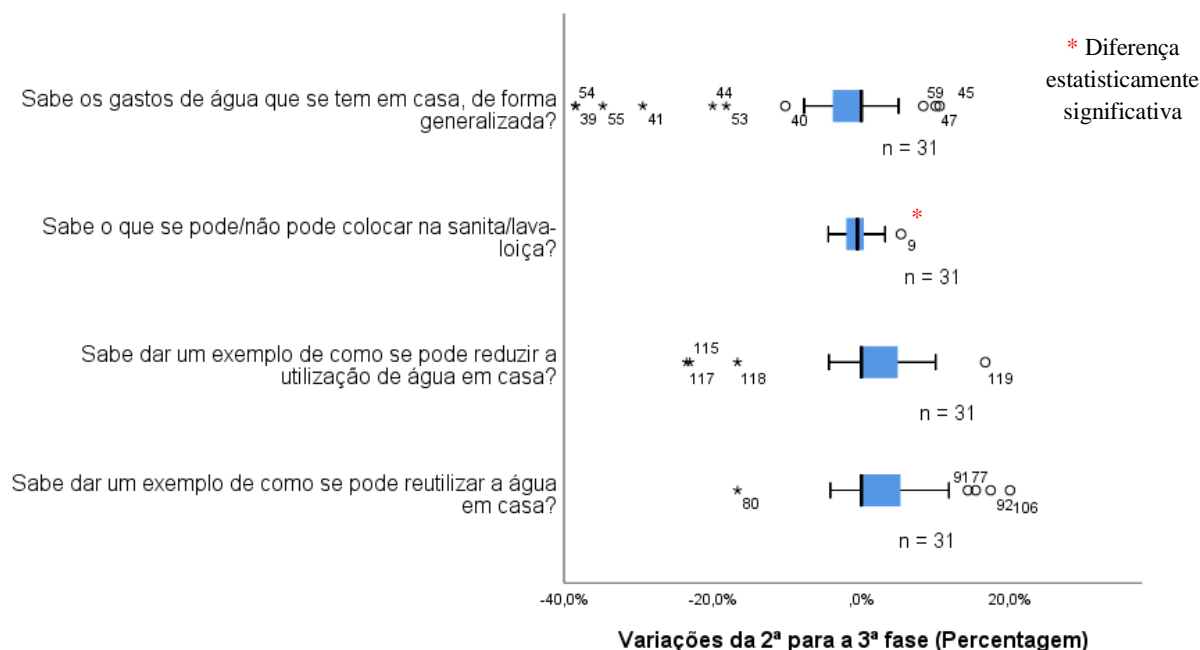 * Diferença
estatisticamente
significativa
Sabe os gastos de água que se tem em casa, de forma
generalizada?
54
39
55
41
44
53
40
59
45
47
n = 31
Sabe o que se pode/não pode colocar na sanita/lava-
loiça?
*
9
n = 31
Sabe dar um exemplo de como se pode reduzir a
utilização de água em casa?
115
117
118
119
n = 31
Sabe dar um exemplo de como se pode reutilizar a água
em casa?
80
91
77
92
106
n = 31
-40,0%
-20,0%
,0%
20,0%
Variações da 2ª para a 3ª fase (Percentagem)